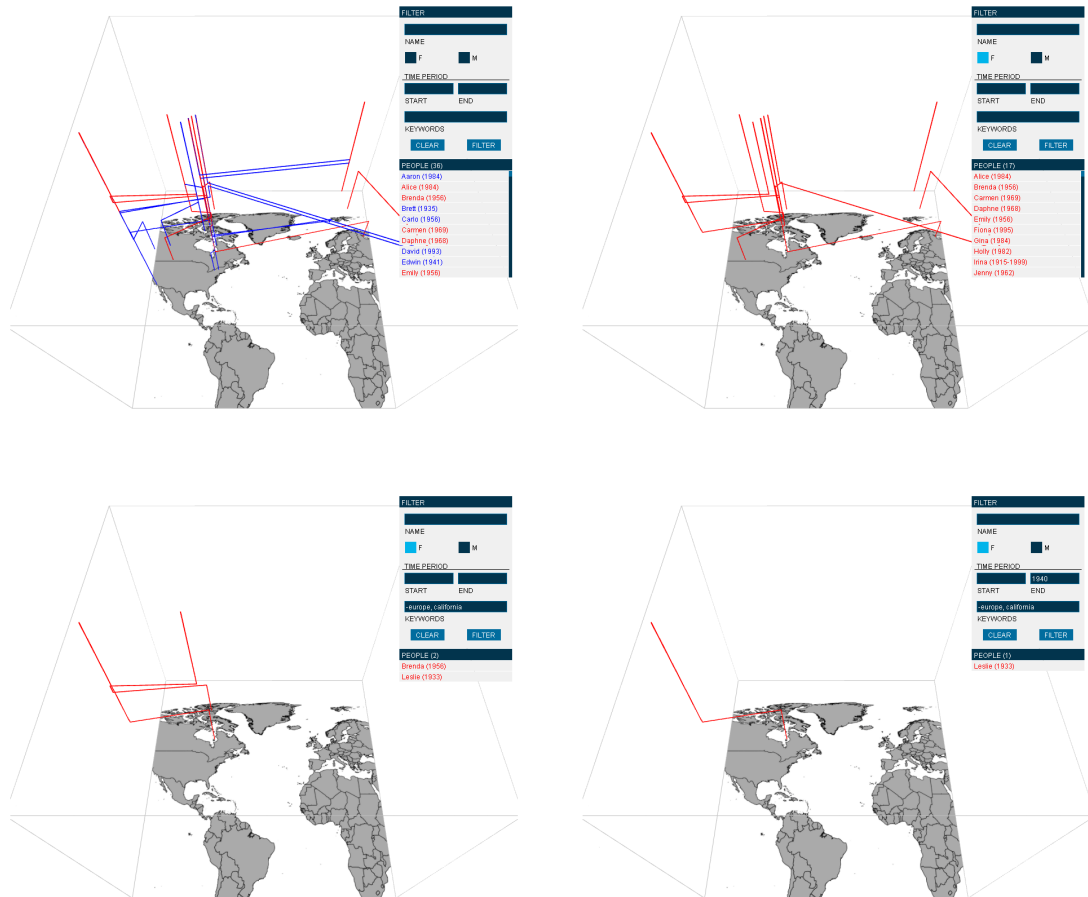 FILTER
NAME
F M
TIME PERIOD
START END
KEYWORDS
CLEAR FILTER
PEOPLE (36)
Aaron (1984)
Alice (1984)
Brenda (1956)
Brett (1935)
Carlo (1956)
Carmen (1969)
Daphne (1968)
David (1993)
Edwin (1941)
Emily (1956)
FILTER
NAME
F M
TIME PERIOD
START END
KEYWORDS
CLEAR FILTER
PEOPLE (17)
Alice (1984)
Brenda (1956)
Carmen (1969)
Daphne (1968)
Emily (1956)
Fiona (1995)
Gina (1984)
Holly (1982)
Irina (1915-1999)
Jenny (1962)
FILTER
NAME
F M
TIME PERIOD
START END
-europe, california
KEYWORDS
CLEAR FILTER
PEOPLE (2)
Brenda (1956)
Leslie (1933)
FILTER
NAME
F M
TIME PERIOD
1940
START END
-europe, california
KEYWORDS
CLEAR FILTER
PEOPLE (1)
Leslie (1933)